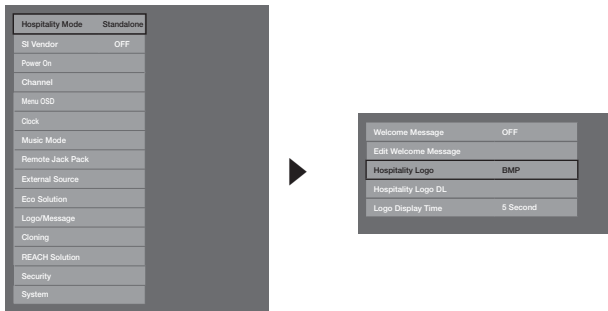 Hospitality Mode Standalone
SI Vendor OFF
Power On
Channel
Menu OSD
Clock
Music Mode
Remote Jack Pack
External Source
Eco Solution
Logo/Message
Cloning
REACH Solution
Security
System
Welcome Message OFF
Edit Welcome Message
Hospitality Logo BMP
Hospitality Logo DL
Logo Display Time 5 Second